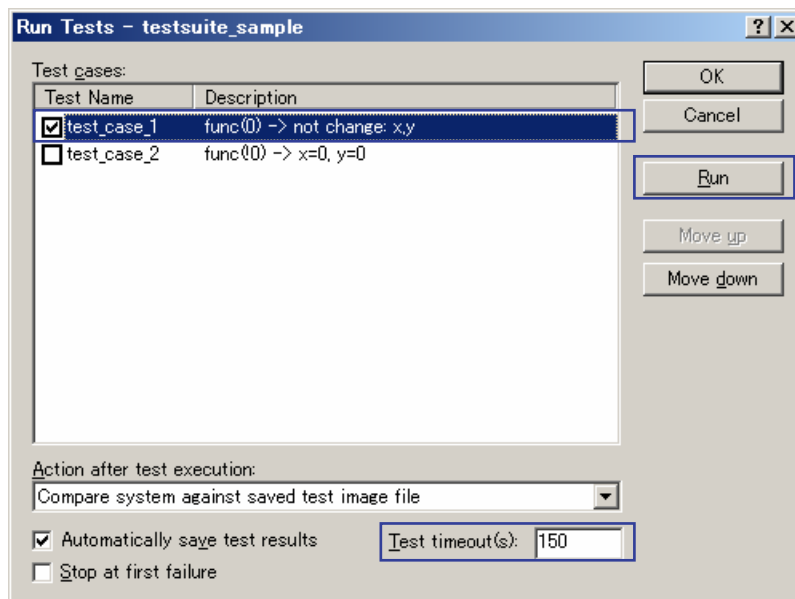 Run Tests - testsuite_sample
Test cases:
Test Name Description
test_case_1 func(0) -> not change: x,y
test_case_2 func(!0) -> x=0, y=0
OK
Cancel
Run
Move up
Move down
Action after test execution:
Compare system against saved test image file
Automatically save test results
Test timeout(s): 150
Stop at first failure